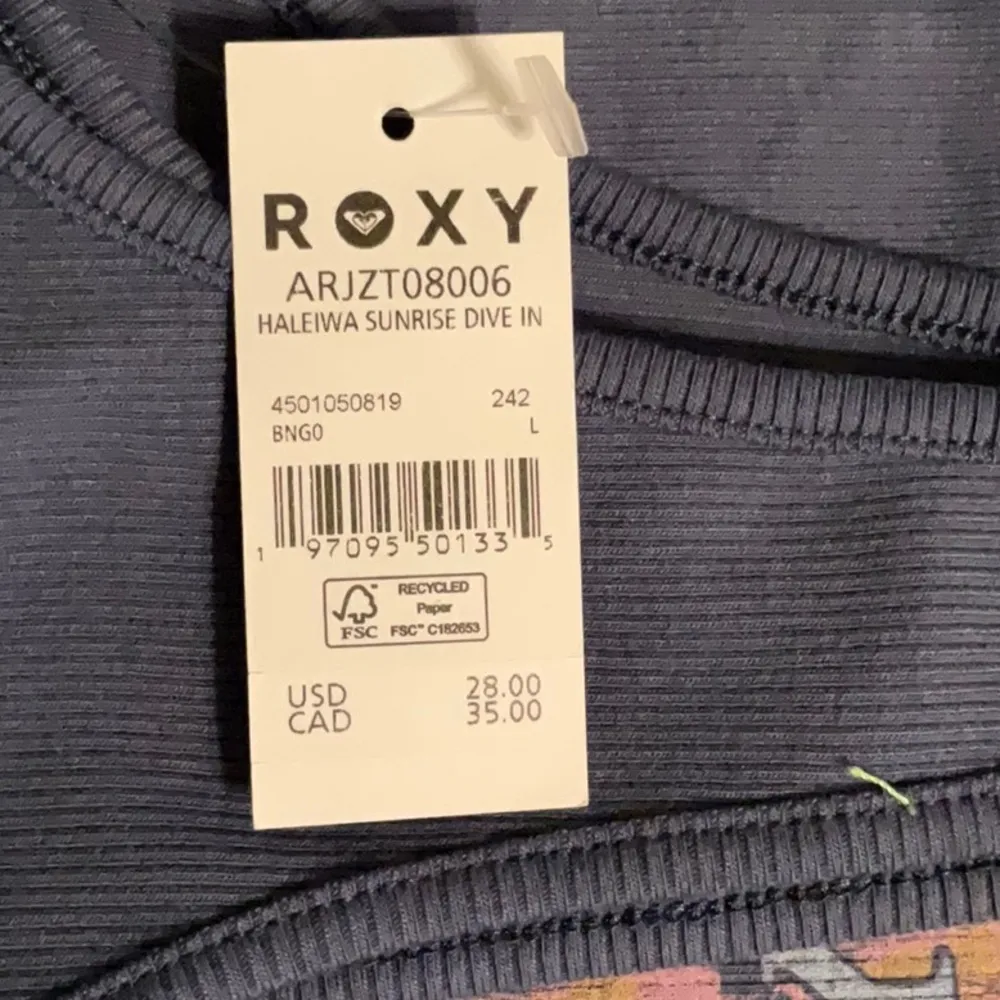 ROXY
ARJZT08006
HALEIWA SUNRISE DIVE IN
4501050819 242
BNG0 L
1 97095 50133 5
RECYCLED
Paper
FSC FSC™ C182653
USD 28.00
CAD 35.00